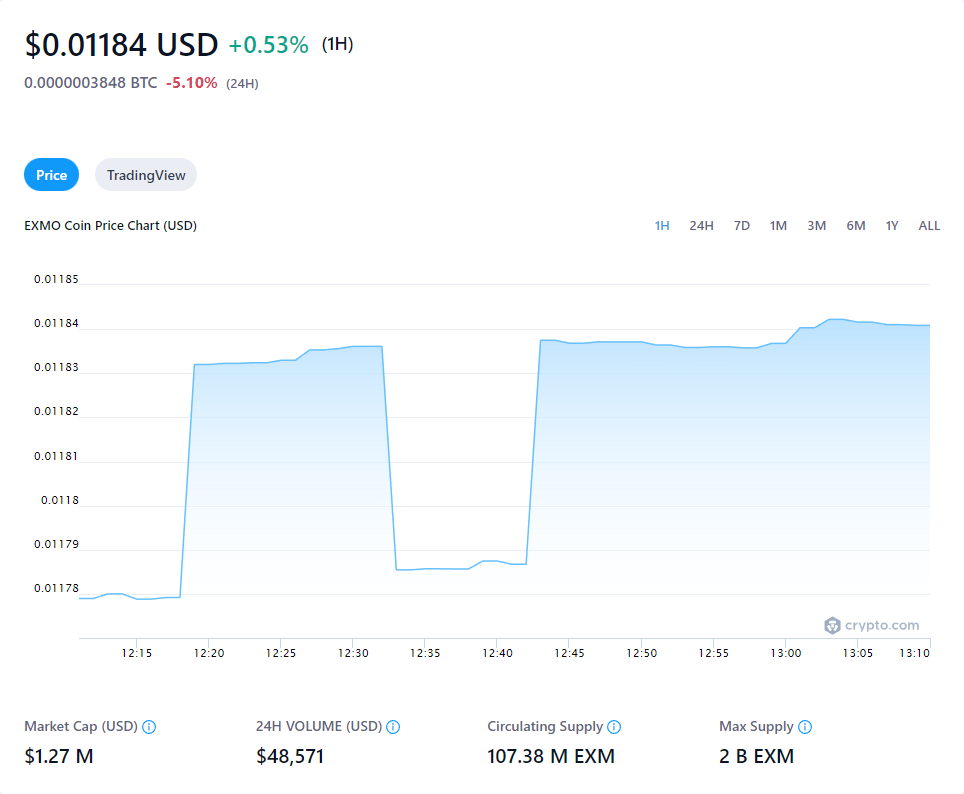 $0.01184 USD +0.53% (1H)
0.0000003848 BTC -5.10% (24H)
Price TradingView
EXMO Coin Price Chart (USD) 1H 24H 7D 1M 3M 6M 1Y ALL
0.01185
0.01184
0.01183
0.01182
0.01181
0.0118
0.01179
0.01178
crypto.com
12:15 12:20 12:25 12:30 12:35 12:40 12:45 12:50 12:55 13:00 13:05 13:10
Market Cap (USD) 24H VOLUME (USD) Circulating Supply Max Supply
$1.27 M $48,571 107.38 M EXM 2 B EXM